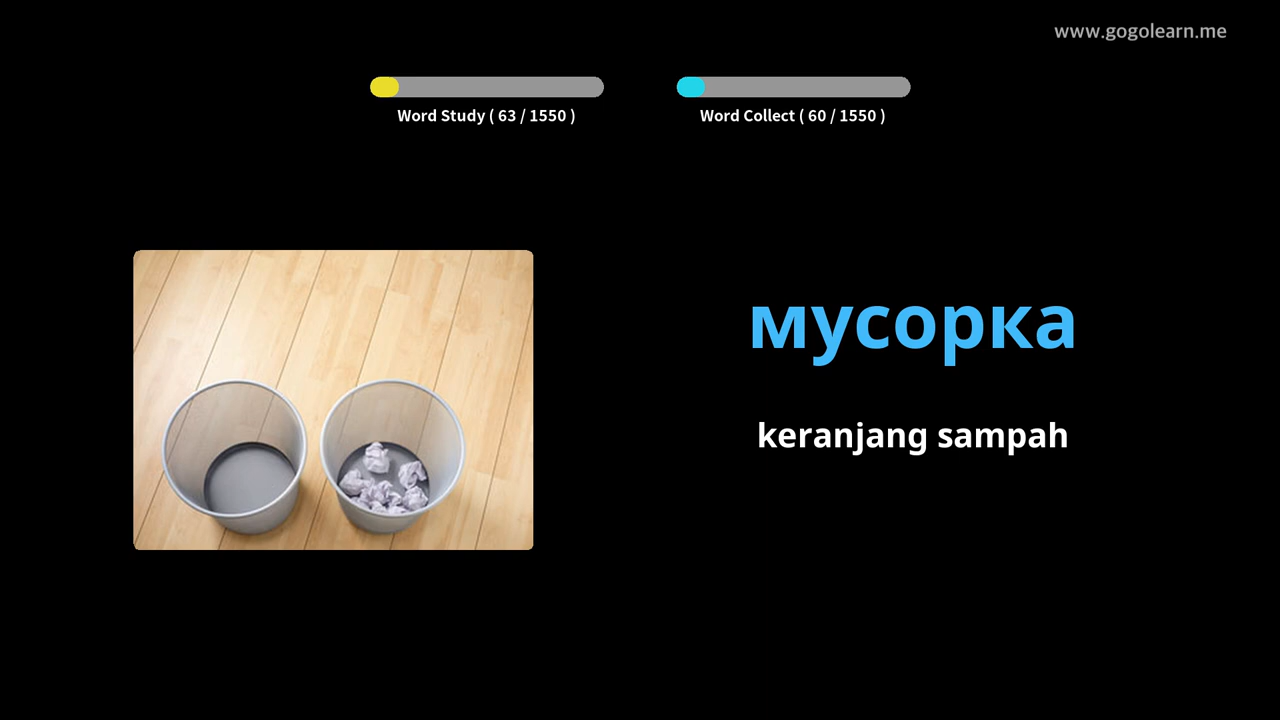 www.gogolearn.me
Word Study ( 63 / 1550 )
Word Collect ( 60 / 1550 )
мусорка
keranjang sampah